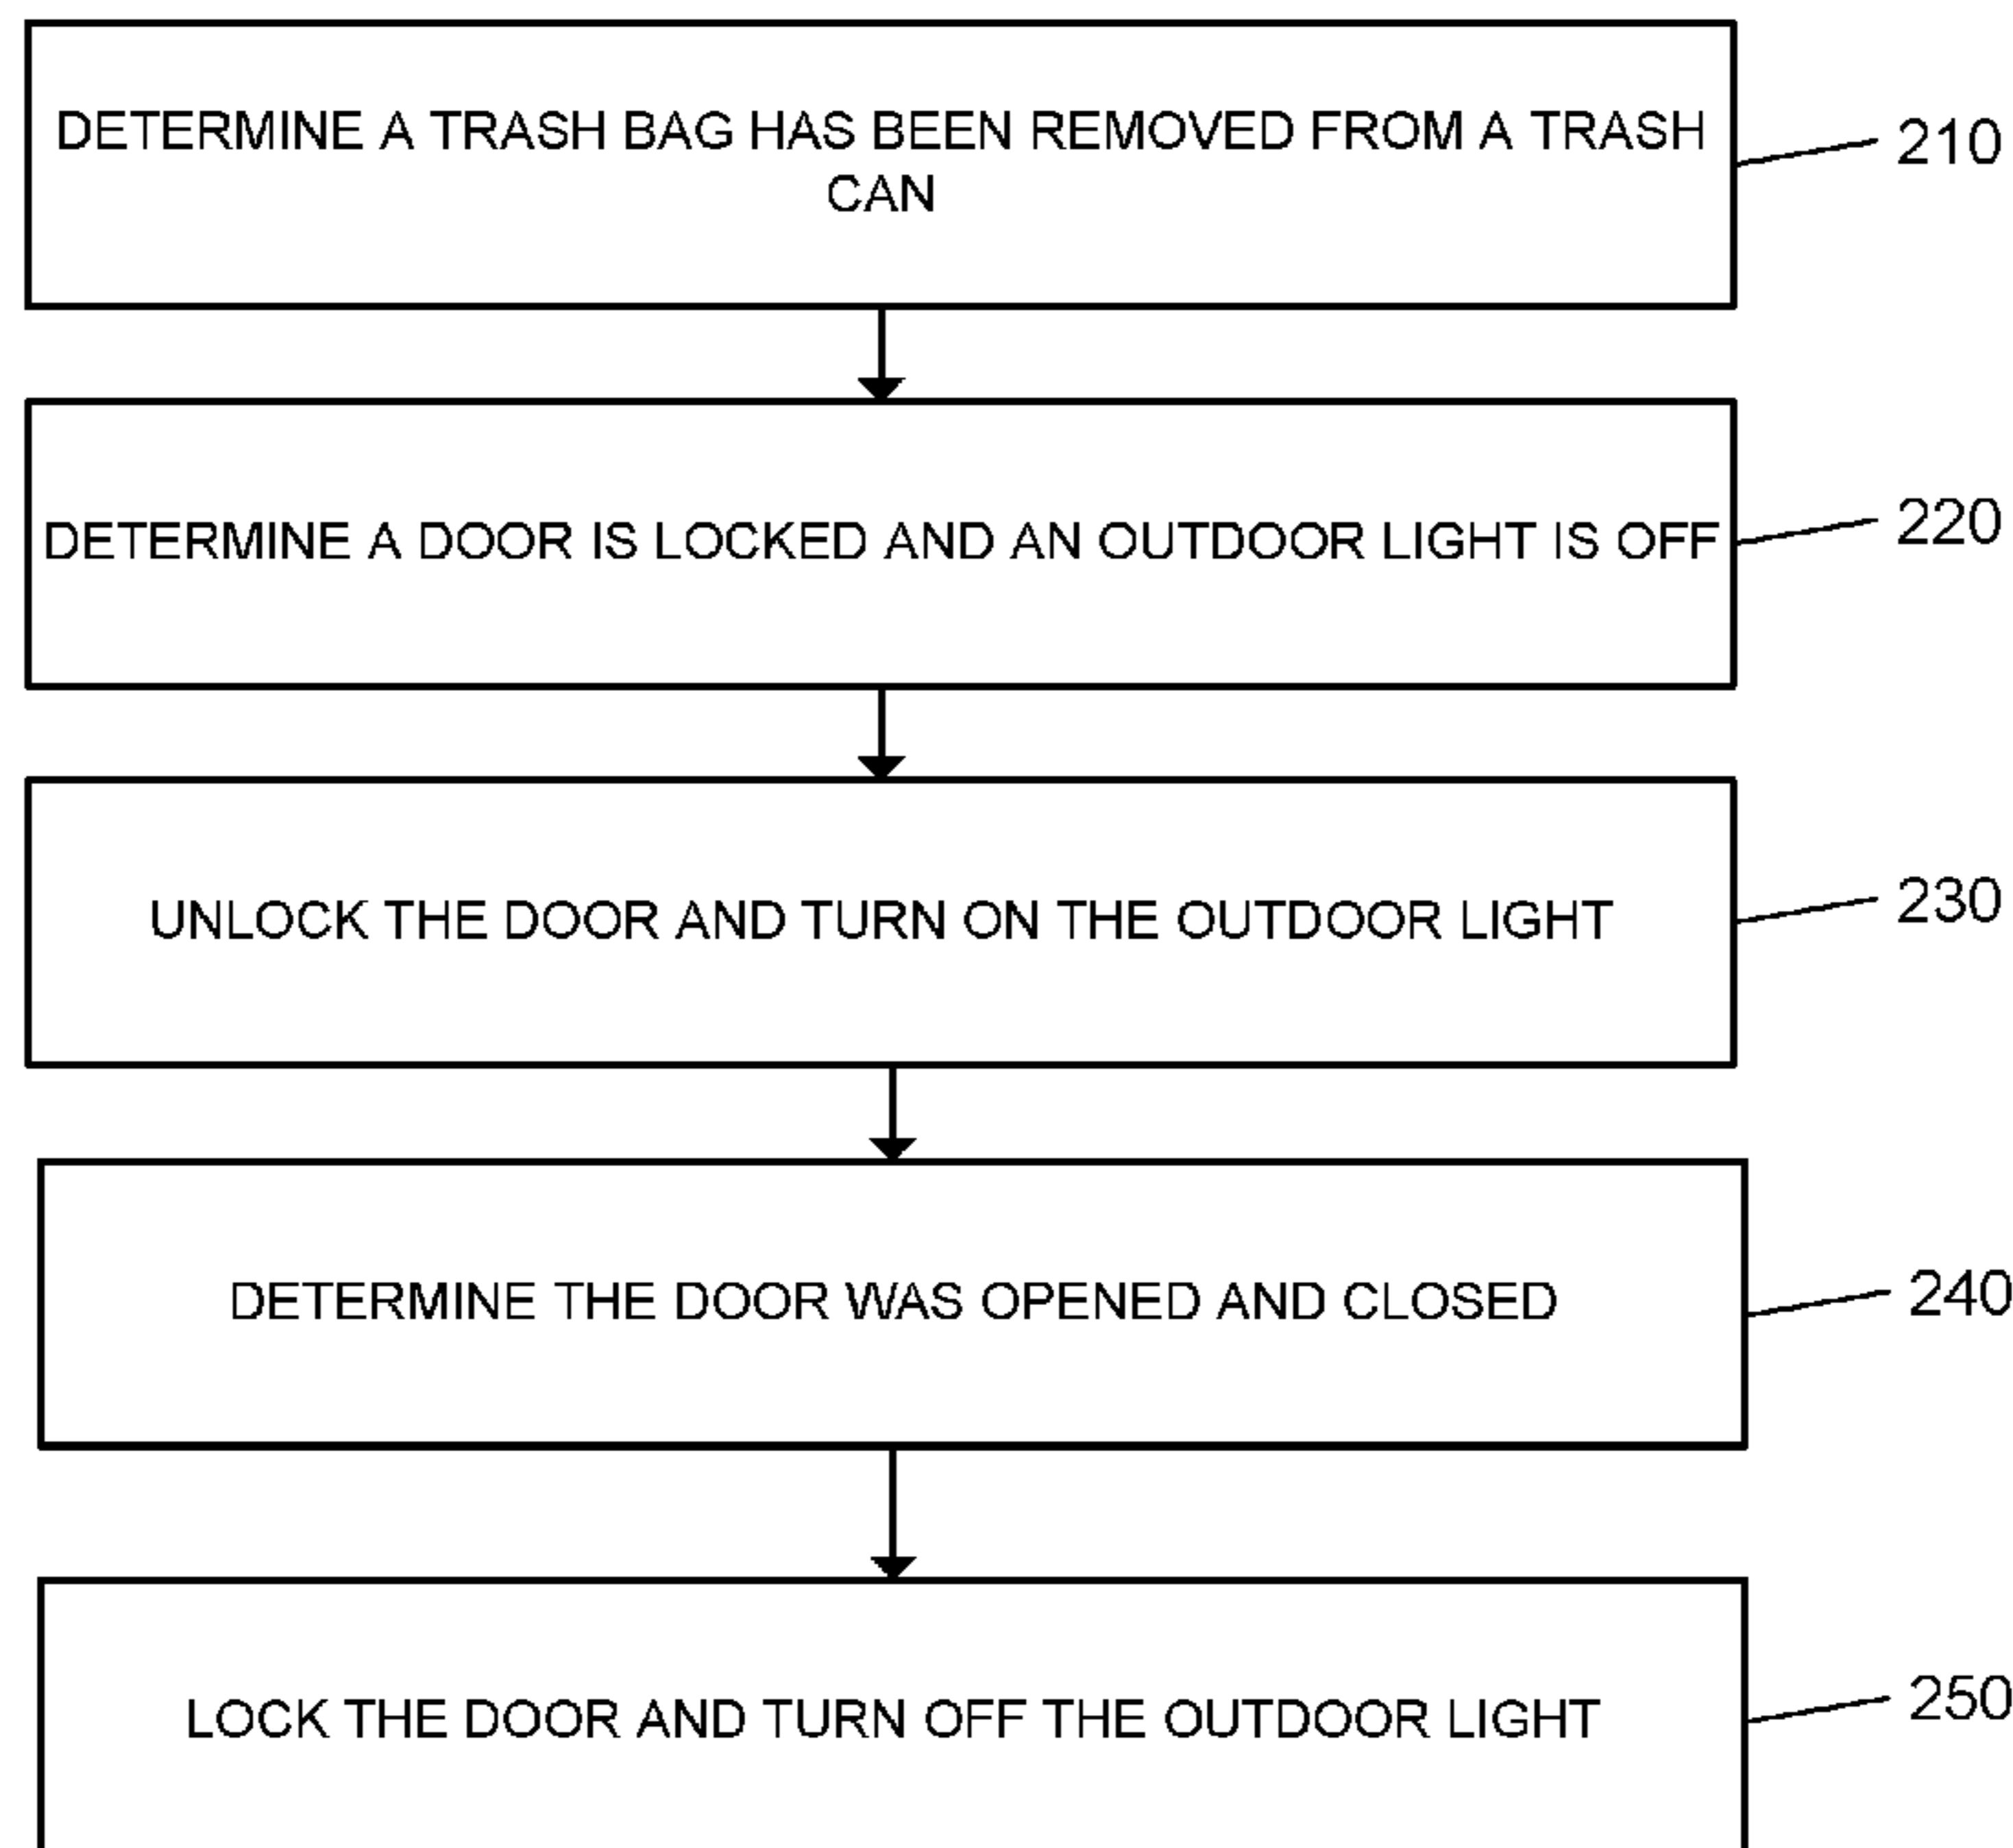 DETERMINE A TRASH BAG HAS BEEN REMOVED FROM A TRASH
CAN
210
DETERMINE A DOOR IS LOCKED AND AN OUTDOOR LIGHT IS OFF
220
UNLOCK THE DOOR AND TURN ON THE OUTDOOR LIGHT
230
DETERMINE THE DOOR WAS OPENED AND CLOSED
240
LOCK THE DOOR AND TURN OFF THE OUTDOOR LIGHT
250